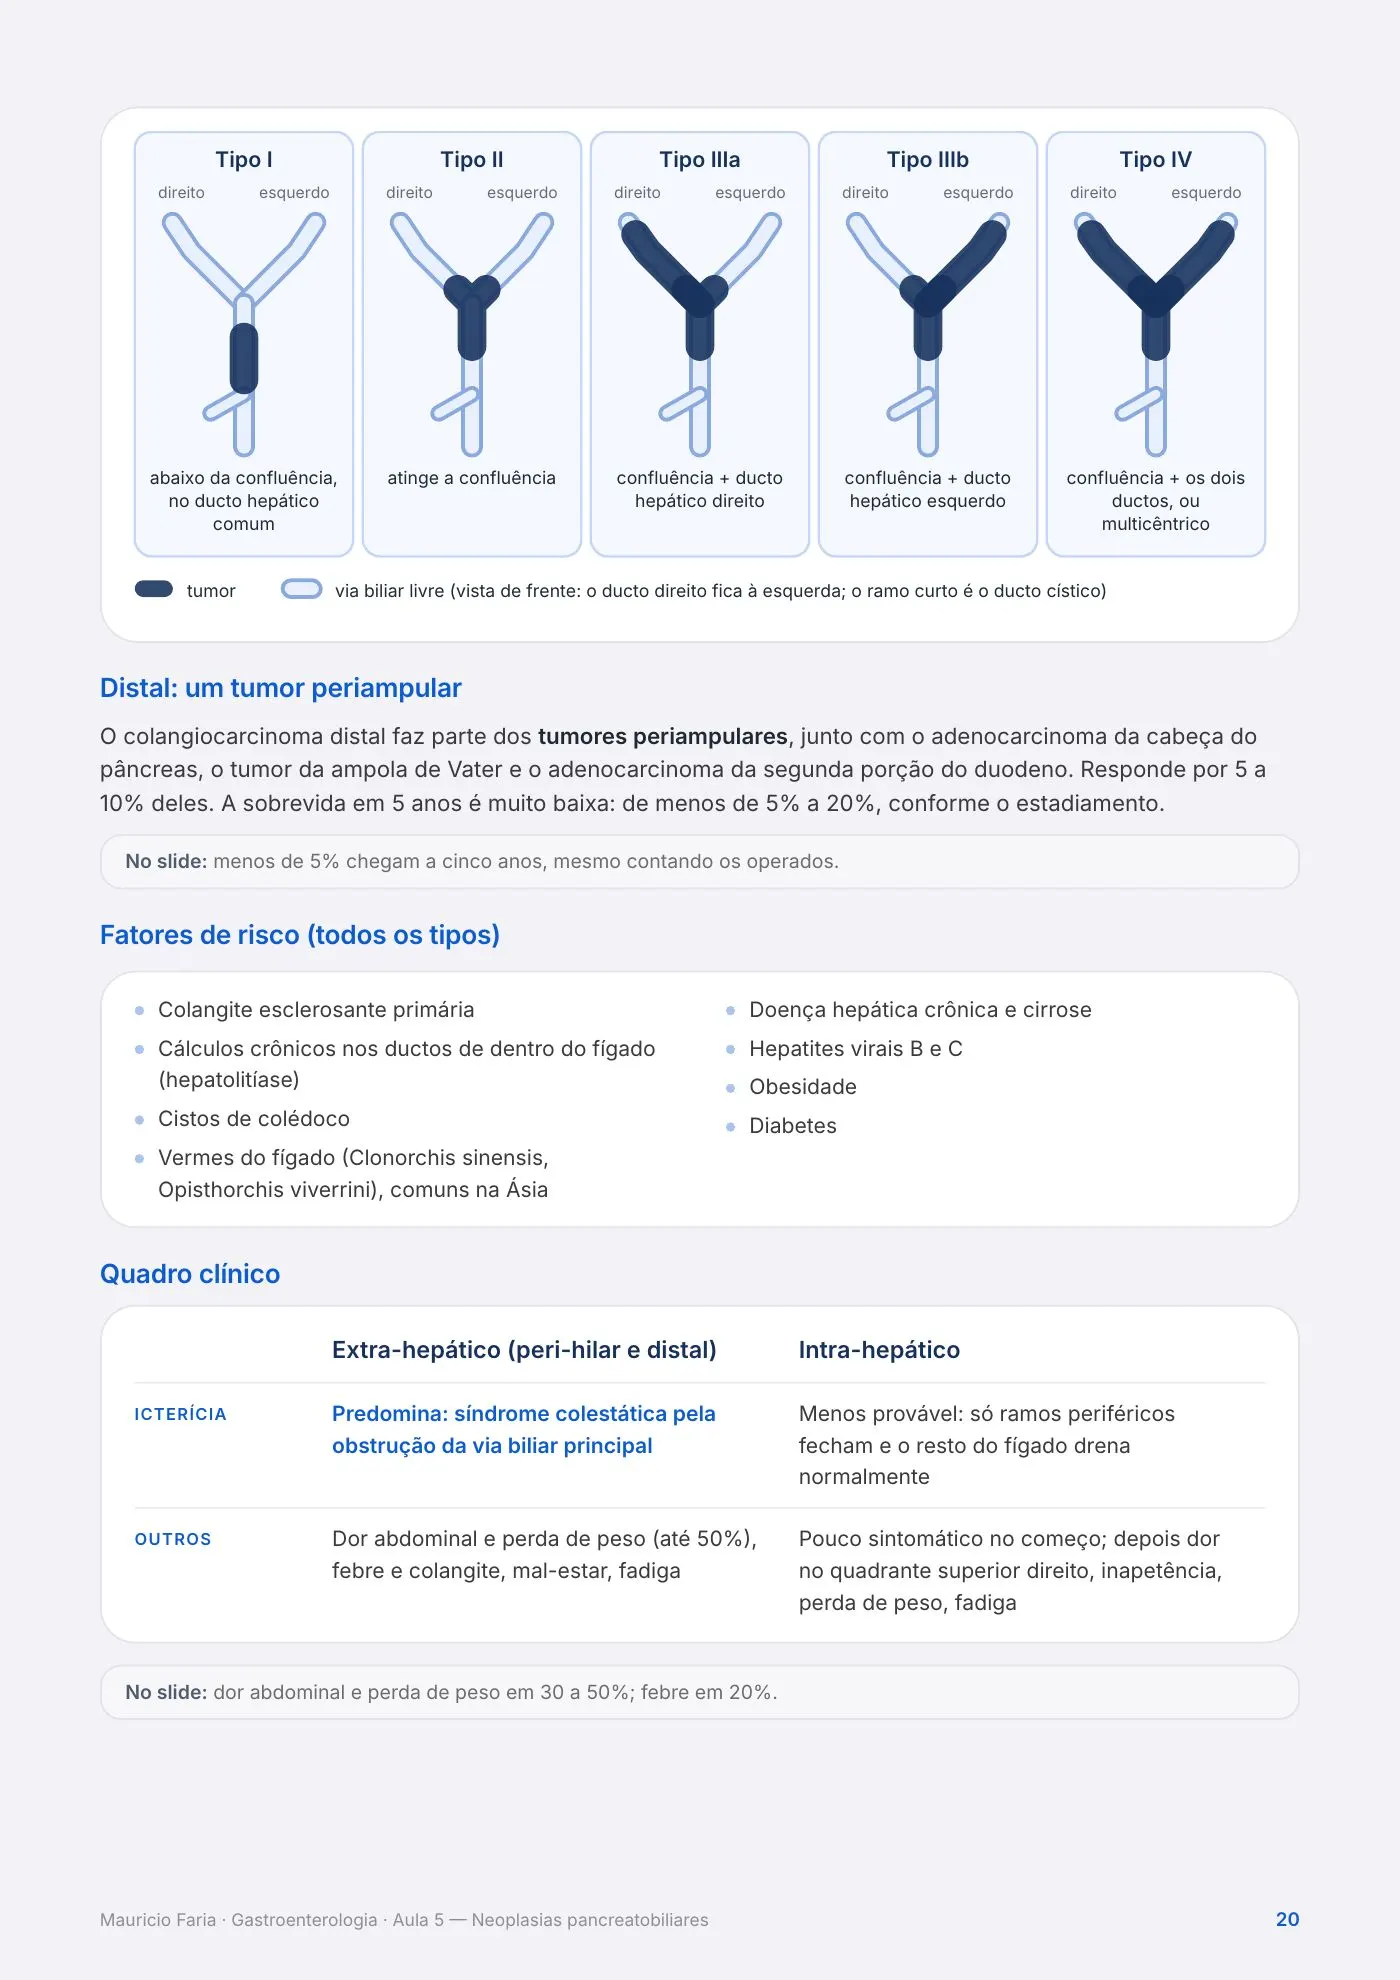 Tipo I
direito esquerdo
abaixo da confluência,
no ducto hepático
comum
Tipo II
direito esquerdo
atinge a confluência
Tipo IIIa
direito esquerdo
confluência + ducto
hepático direito
Tipo IIIb
direito esquerdo
confluência + ducto
hepático esquerdo
Tipo IV
direito esquerdo
confluência + os dois
ductos, ou
multicêntrico
tumor
via biliar livre (vista de frente: o ducto direito fica à esquerda; o ramo curto é o ducto cístico)
Distal: um tumor periampular
O colangiocarcinoma distal faz parte dos tumores periampulares, junto com o adenocarcinoma da cabeça do
pâncreas, o tumor da ampola de Vater e o adenocarcinoma da segunda porção do duodeno. Responde por 5 a
10% deles. A sobrevida em 5 anos é muito baixa: de menos de 5% a 20%, conforme o estadiamento.
No slide: menos de 5% chegam a cinco anos, mesmo contando os operados.
Fatores de risco (todos os tipos)
Colangite esclerosante primária
Cálculos crônicos nos ductos de dentro do fígado
(hepatolitíase)
Cistos de colédoco
Vermes do fígado (Clonorchis sinensis,
Opisthorchis viverrini), comuns na Ásia
Doença hepática crônica e cirrose
Hepatites virais B e C
Obesidade
Diabetes
Quadro clínico
Extra-hepático (peri-hilar e distal) Intra-hepático
ICTERÍCIA
Predomina: síndrome colestática pela
obstrução da via biliar principal
Menos provável: só ramos periféricos
fecham e o resto do fígado drena
normalmente
OUTROS
Dor abdominal e perda de peso (até 50%),
febre e colangite, mal-estar, fadiga
Pouco sintomático no começo; depois dor
no quadrante superior direito, inapetência,
perda de peso, fadiga
No slide: dor abdominal e perda de peso em 30 a 50%; febre em 20%.
Mauricio Faria · Gastroenterologia · Aula 5 — Neoplasias pancreatobiliares 20